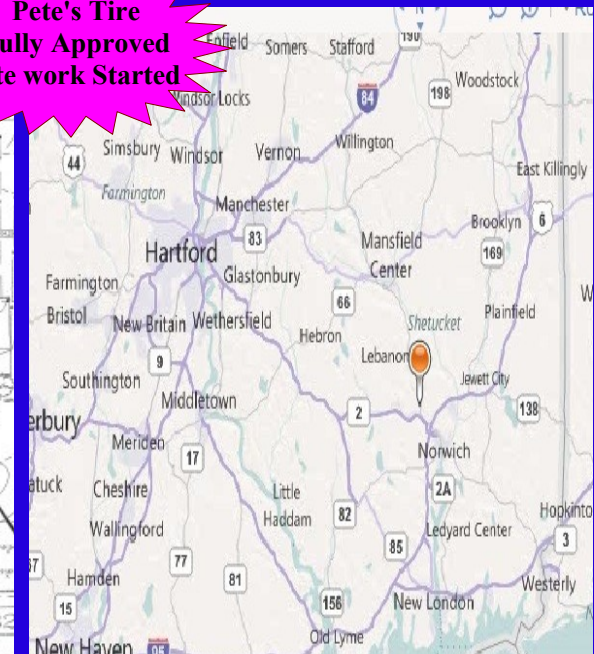 Pete's Tire
ully Approved
te work Started
Enfield Somers Stafford 190
Woodstock
84 198
Windsor Locks
Willington
44 Simsbury Windsor Vernon
East Killingly
Farmington
Manchester
83 Brooklyn 6
Mansfield
Center
169
Hartford
Glastonbury
Farmington
66
Bristol New Britain Wethersfield Shetucket Plainfield
Hebron
Lebanon
9
Southington Jewett City
Middletown 2 138
erbury
Meriden Norwich
17
atuck Cheshire 2A
Little
Haddam
82 Hopkinto
Wallingford Ledyard Center
85 3
77
67 Hamden 81 Westerly
15 156 New London
Old Lyme
New Haven 95